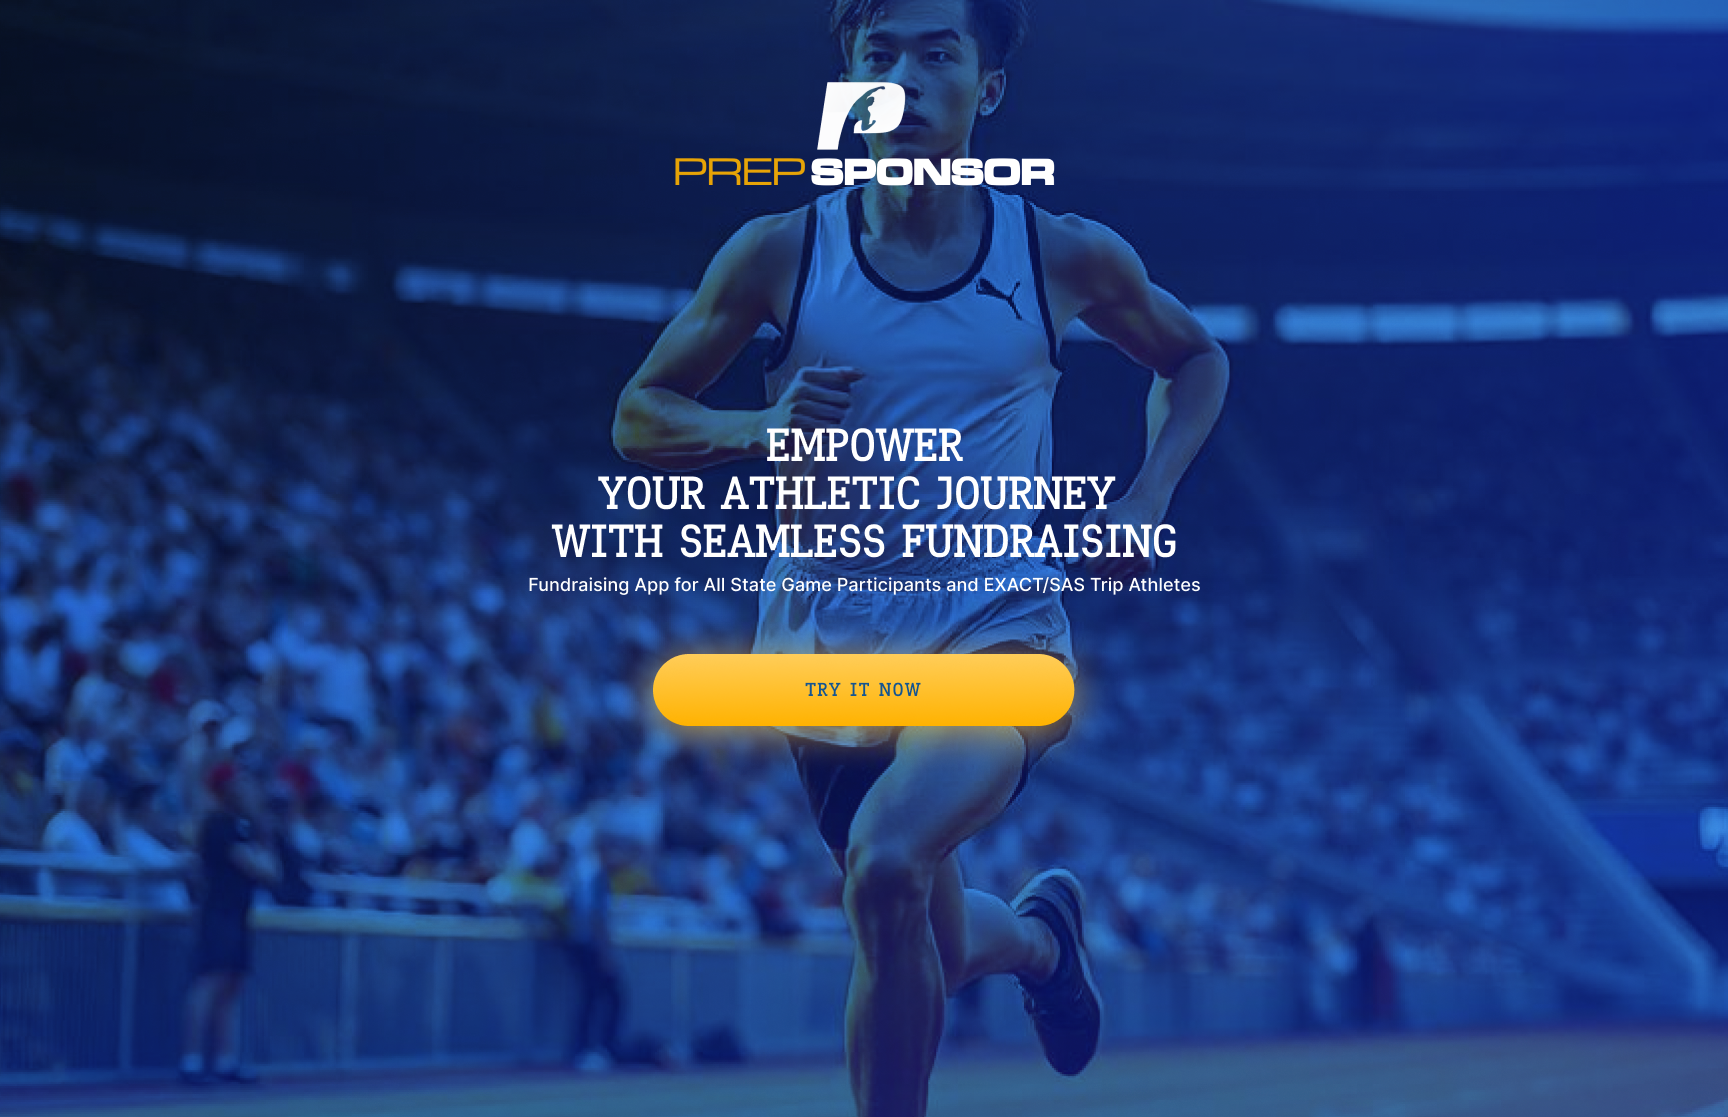 PREP SPONSOR
EMPOWER
YOUR ATHLETIC JOURNEY
WITH SEAMLESS FUNDRAISING
Fundraising App for All State Game Participants and EXACT/SAS Trip Athletes
TRY IT NOW